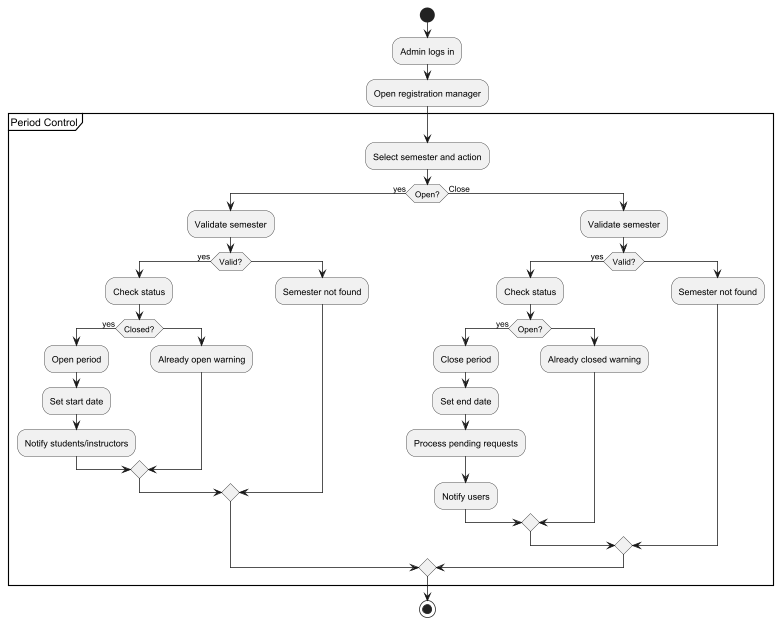 Admin logs in
Open registration manager
Period Control
Select semester and action
yes
Open?
Close
Validate semester
Validate semester
yes
Valid?
yes
Valid?
Check status
Semester not found
Check status
Semester not found
yes
Closed?
yes
Open?
Open period
Already open warning
Close period
Already closed warning
Set start date
Set end date
Notify students/instructors
Process pending requests
Notify users